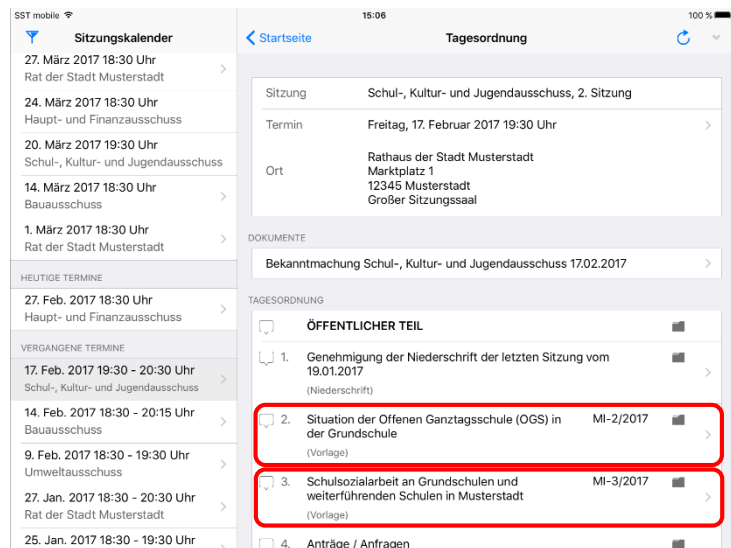 SST mobile
15:06
100 %
Sitzungskalender
27. März 2017 18:30 Uhr
Rat der Stadt Musterstadt
24. März 2017 18:30 Uhr
Haupt- und Finanzausschuss
20. März 2017 19:30 Uhr
Schul-, Kultur- und Jugendausschuss
14. März 2017 18:30 Uhr
Bauausschuss
1. März 2017 18:30 Uhr
Rat der Stadt Musterstadt
HEUTIGE TERMINE
27. Feb. 2017 18:30 Uhr
Haupt- und Finanzausschuss
VERGANGENE TERMINE
17. Feb. 2017 19:30 - 20:30 Uhr
Schul-, Kultur- und Jugendausschuss
14. Feb. 2017 18:30 - 20:15 Uhr
Bauausschuss
9. Feb. 2017 18:30 - 19:30 Uhr
Umweltausschuss
27. Jan. 2017 18:30 - 20:30 Uhr
Rat der Stadt Musterstadt
25. Jan. 2017 18:30 - 19:30 Uhr
Startseite
Tagesordnung
Sitzung Schul-, Kultur- und Jugendausschuss, 2. Sitzung
Termin Freitag, 17. Februar 2017 19:30 Uhr
Ort Rathaus der Stadt Musterstadt
Marktplatz 1
12345 Musterstadt
Großer Sitzungssaal
DOKUMENTE
Bekanntmachung Schul-, Kultur- und Jugendausschuss 17.02.2017
TAGESORDNUNG
ÖFFENTLICHER TEIL
1. Genehmigung der Niederschrift der letzten Sitzung vom
19.01.2017
(Niederschrift)
2. Situation der Offenen Ganztagsschule (OGS) in MI-2/2017
der Grundschule
(Vorlage)
3. Schulsozialarbeit an Grundschulen und MI-3/2017
weiterführenden Schulen in Musterstadt
(Vorlage)
4. Anträge / Anfragen